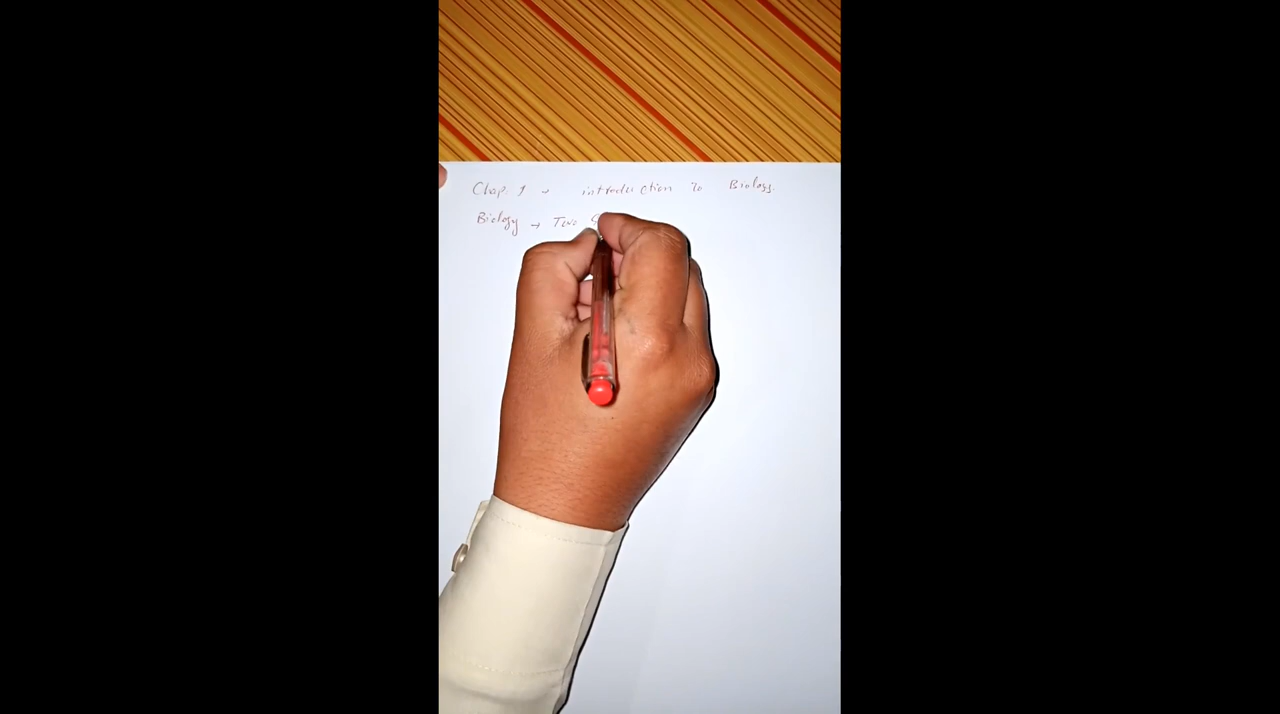 Chap. 1 → introduction to Biology.
Biology → Two